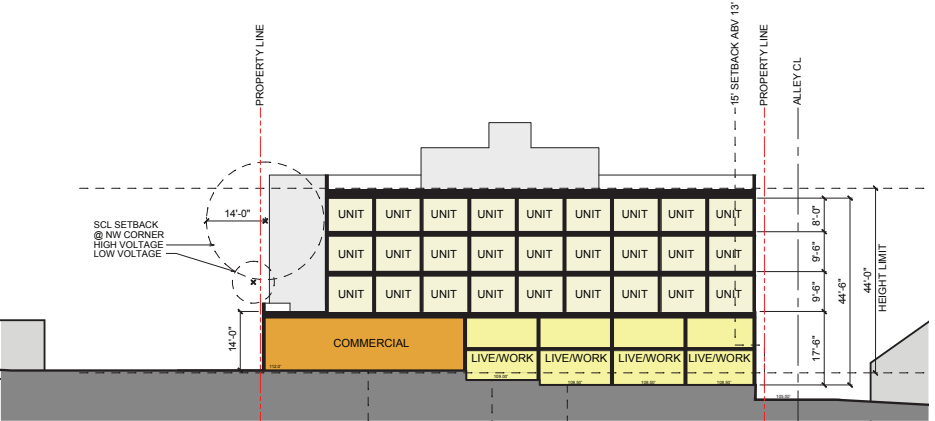 PROPERTY LINE
15' SETBACK ABV 13'
PROPERTY LINE
ALLEY CL
14'-0"
SCL SETBACK
@ NW CORNER
HIGH VOLTAGE
LOW VOLTAGE
UNIT UNIT UNIT UNIT UNIT UNIT UNIT UNIT UNIT
8'-0"
UNIT UNIT UNIT UNIT UNIT UNIT UNIT UNIT UNIT
9'-6"
UNIT UNIT UNIT UNIT UNIT UNIT UNIT UNIT UNIT
9'-6"
44'-6"
44'-0"
HEIGHT LIMIT
14'-0"
COMMERCIAL
17'-6"
LIVE/WORK LIVE/WORK LIVE/WORK LIVE/WORK